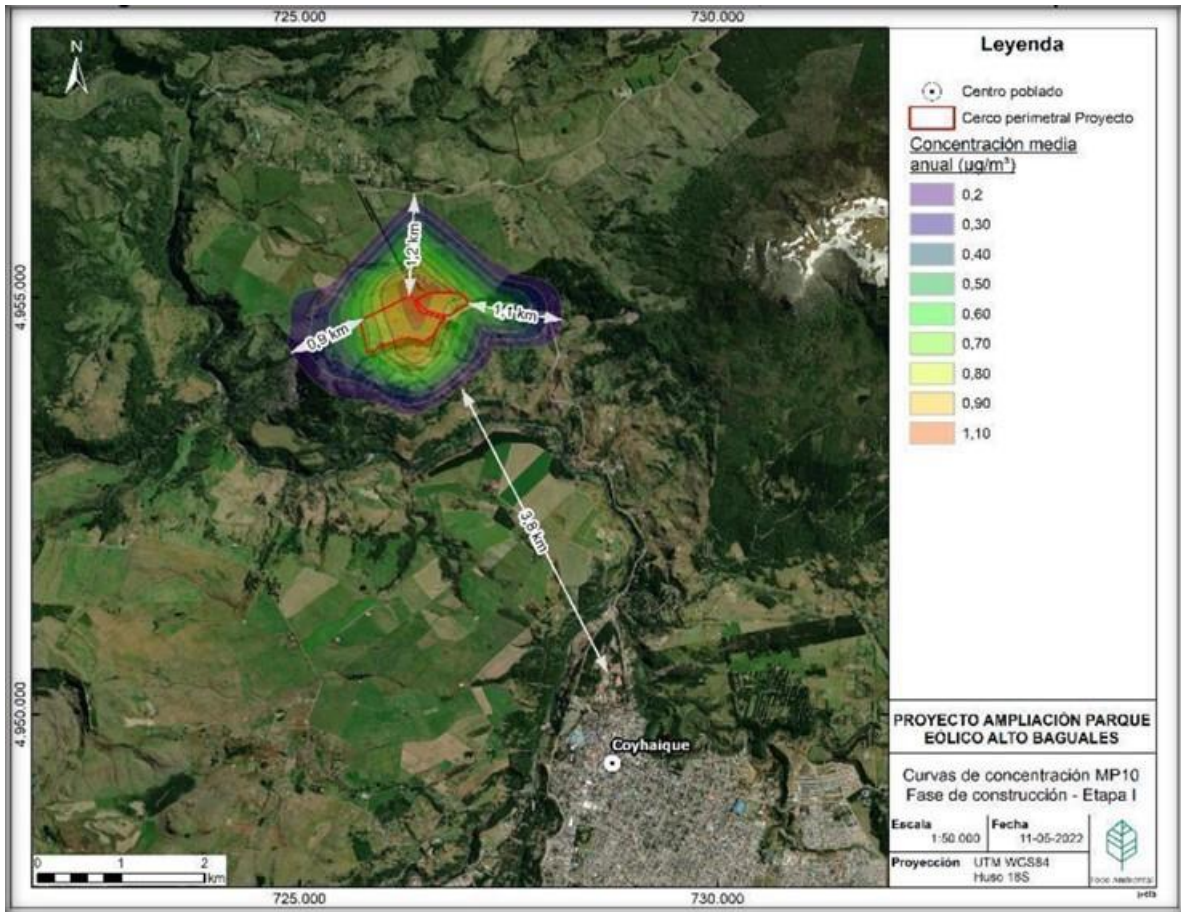 725.000
730.000
N
4.955.000
4.950.000
1,2 km
1,1 km
0,9 km
3,8 km
Coyhaique
0 1 2
km
725.000
730.000
Leyenda
Centro poblado
Cerco perimetral Proyecto
Concentración media
anual (µg/m³)
0,2
0,30
0,40
0,50
0,60
0,70
0,80
0,90
1,10
PROYECTO AMPLIACIÓN PARQUE
EÓLICO ALTO BAGUALES
Curvas de concentración MP10
Fase de construcción - Etapa I
Escala
1:50.000
Fecha
11-05-2022
Proyección UTM WGS84
Huso 18S